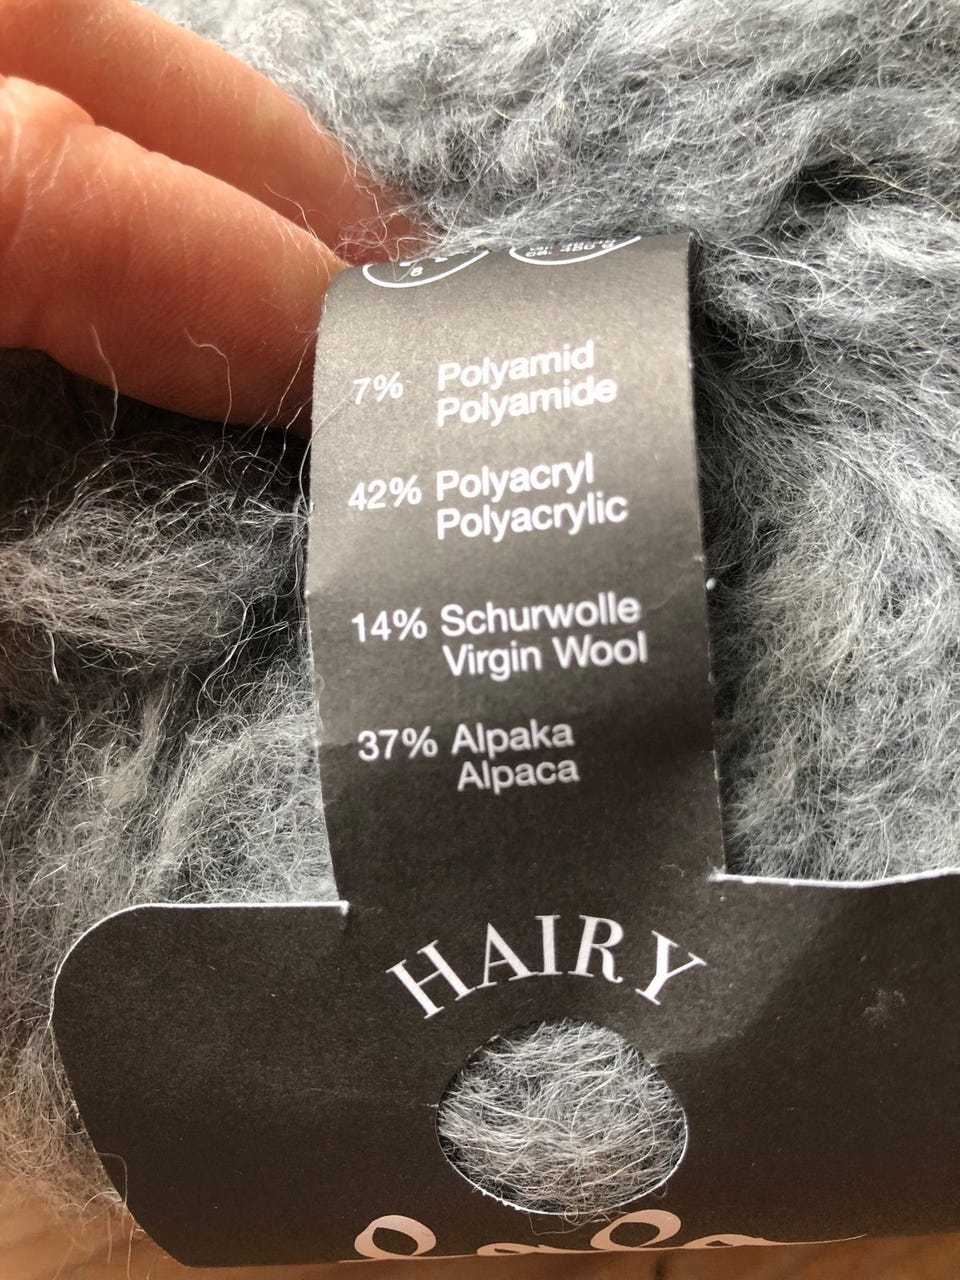 7% Polyamid
Polyamide
42% Polyacryl
Polyacrylic
14% Schurwolle
Virgin Wool
37% Alpaka
Alpaca
HAIRY